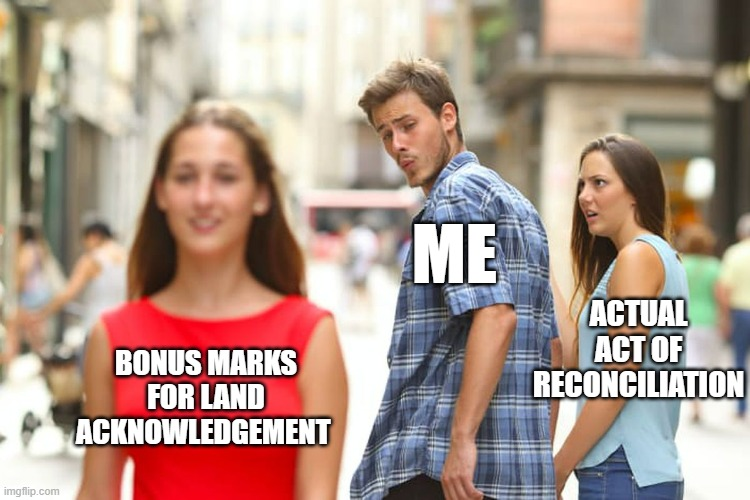 ME
ACTUAL
ACT OF
RECONCILIATION
BONUS MARKS
FOR LAND
ACKNOWLEDGEMENT
imgflip.com